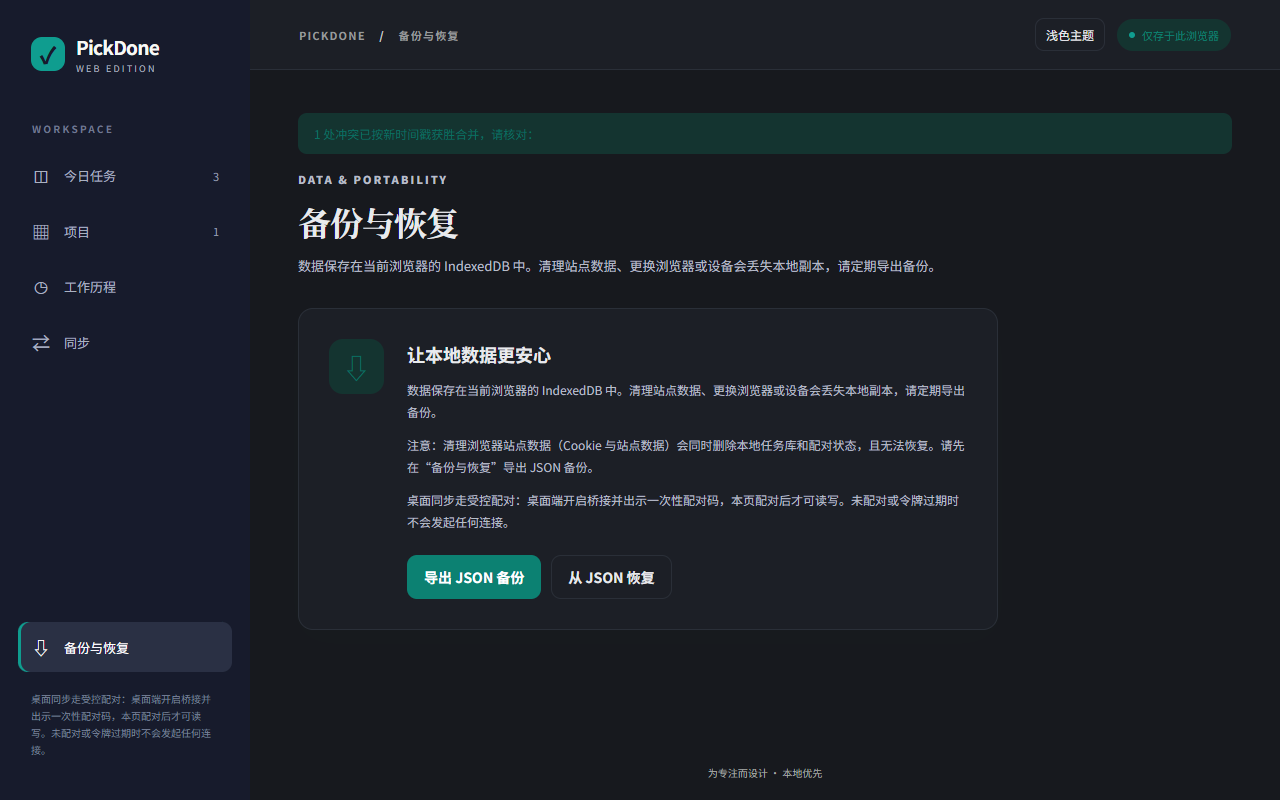 PickDone
WEB EDITION
WORKSPACE
今日任务 3
项目 1
工作历程
同步
备份与恢复
桌面同步走受控配对：桌面端开启桥接并
出示一次性配对码，本页配对后才可读
写。未配对或令牌过期时不会发起任何连
接。
PICKDONE / 备份与恢复
浅色主题
仅存于此浏览器
1 处冲突已按新时间戳获胜合并，请核对：
DATA & PORTABILITY
备份与恢复
数据保存在当前浏览器的 IndexedDB 中。清理站点数据、更换浏览器或设备会丢失本地副本，请定期导出备份。
让本地数据更安心
数据保存在当前浏览器的 IndexedDB 中。清理站点数据、更换浏览器或设备会丢失本地副本，请定期导出
备份。
注意：清理浏览器站点数据（Cookie 与站点数据）会同时删除本地任务库和配对状态，且无法恢复。请先
在“备份与恢复”导出 JSON 备份。
桌面同步走受控配对：桌面端开启桥接并出示一次性配对码，本页配对后才可读写。未配对或令牌过期时
不会发起任何连接。
导出 JSON 备份
从 JSON 恢复
为专注而设计 · 本地优先